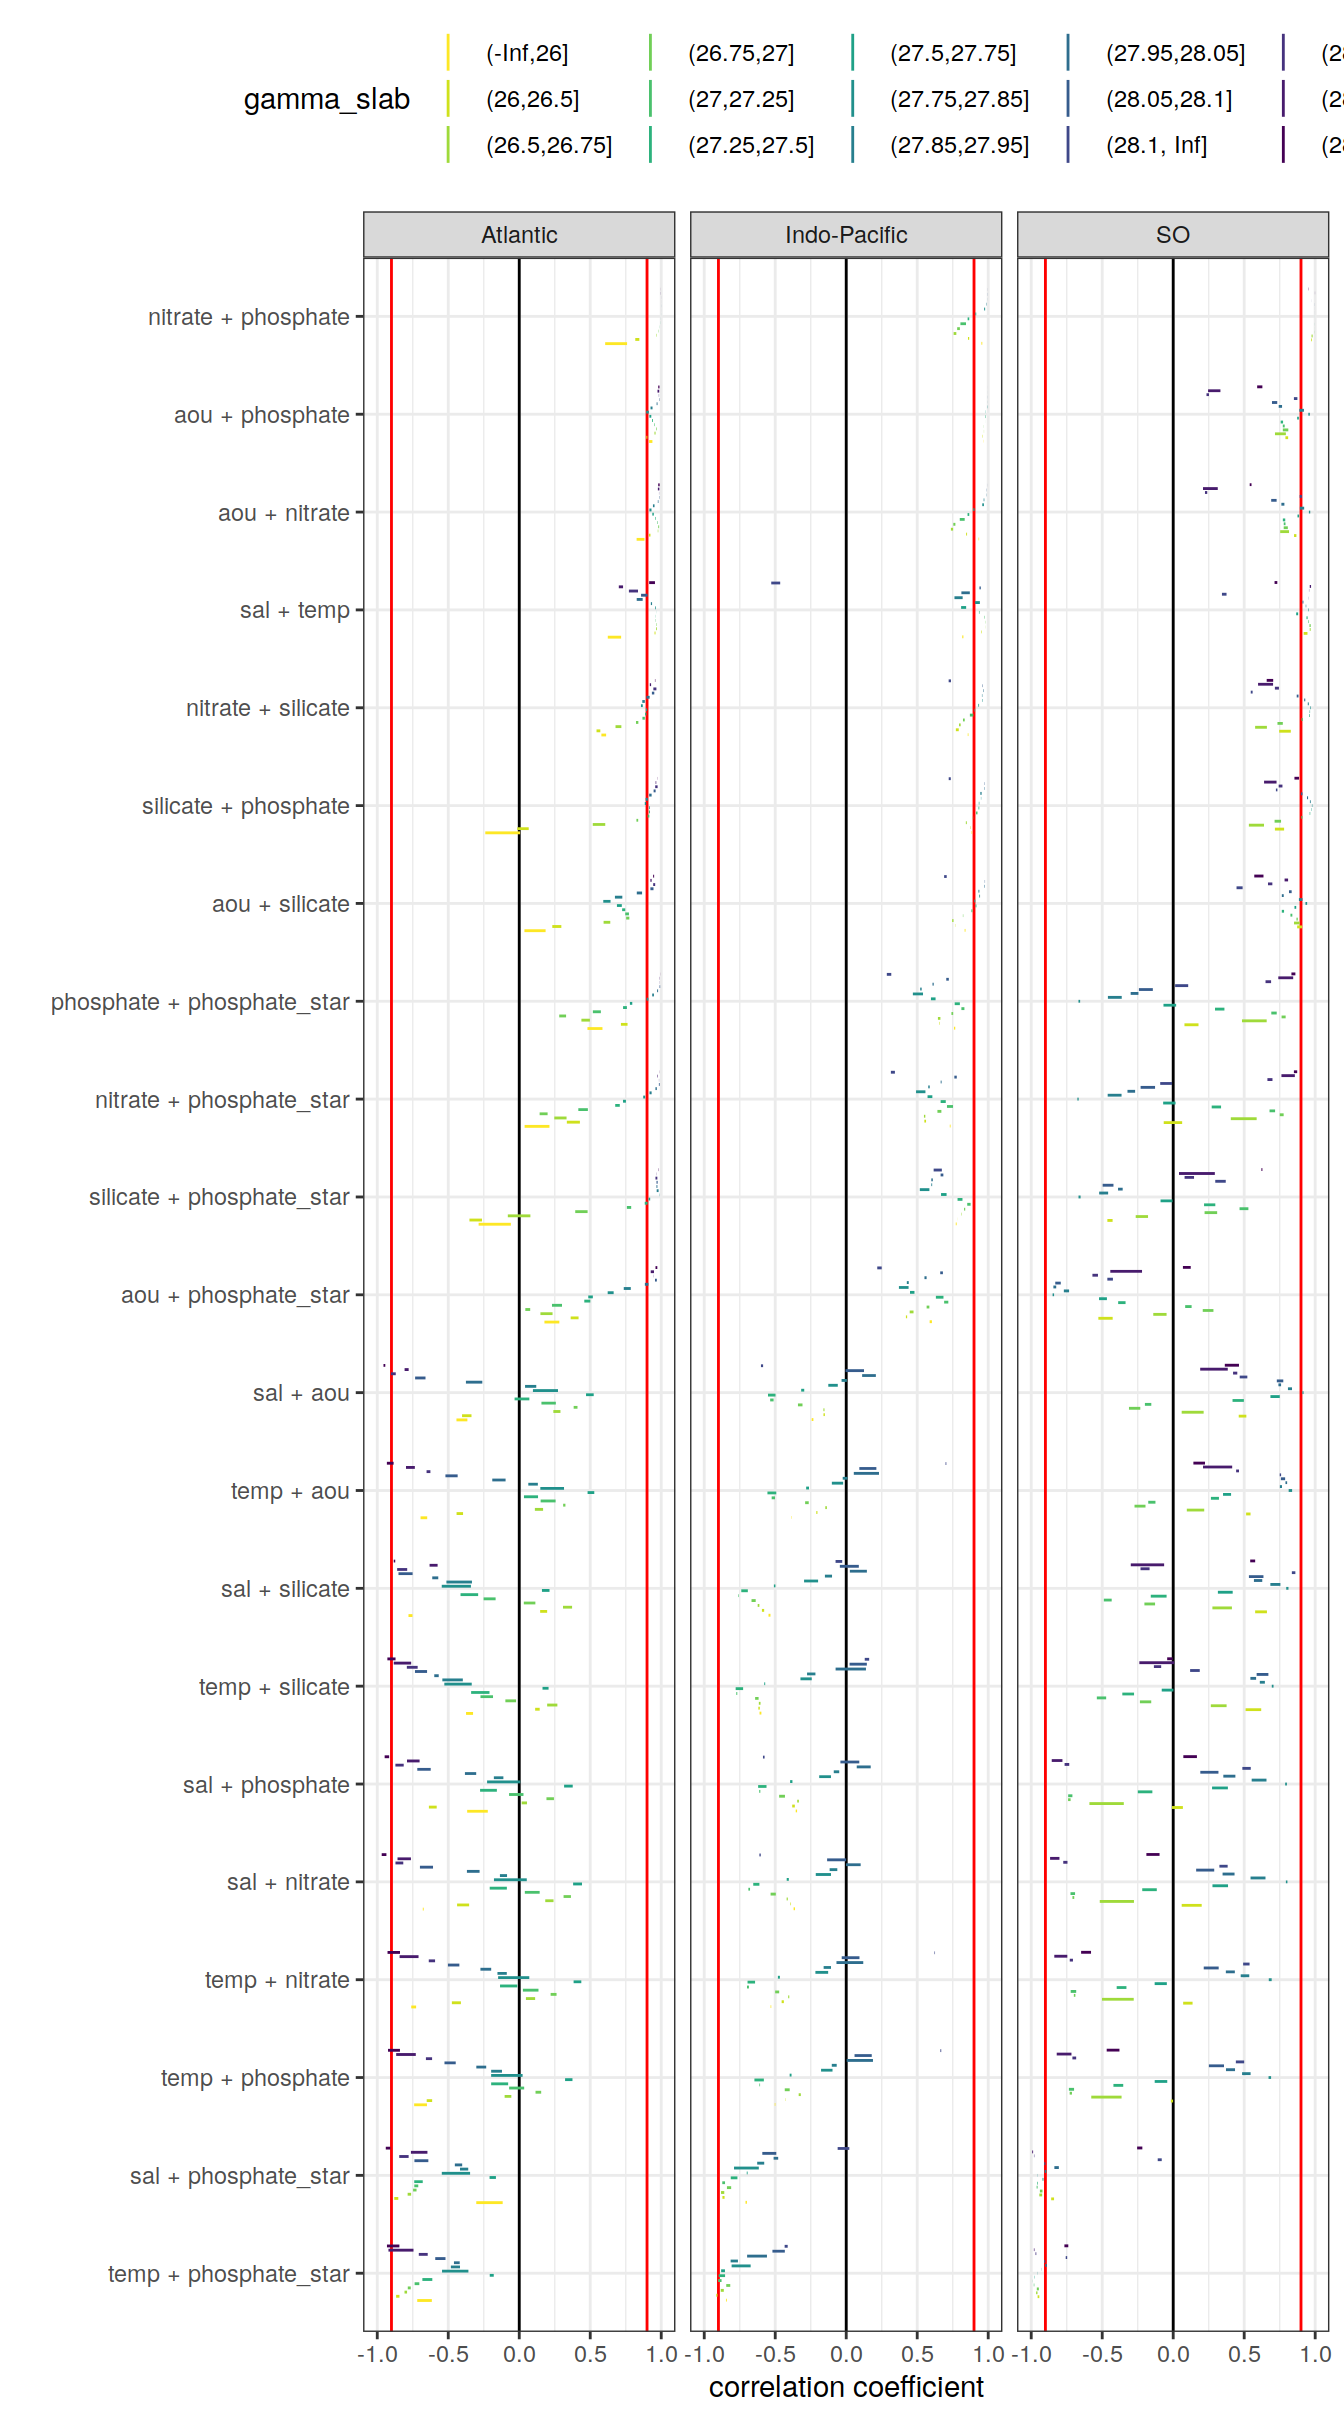 (-Inf,26] (26.75,27] (27.5,27.75] (27.95,28.05]
gamma_slab (26,26.5] (27,27.25] (27.75,27.85] (28.05,28.1]
(26.5,26.75] (27.25,27.5] (27.85,27.95] (28.1, Inf]
Atlantic Indo-Pacific SO
nitrate + phosphate
aou + phosphate
aou + nitrate
sal + temp
nitrate + silicate
silicate + phosphate
aou + silicate
phosphate + phosphate_star
nitrate + phosphate_star
silicate + phosphate_star
aou + phosphate_star
sal + aou
temp + aou
sal + silicate
temp + silicate
sal + phosphate
sal + nitrate
temp + nitrate
temp + phosphate
sal + phosphate_star
temp + phosphate_star
-1.0 -0.5 0.0 0.5 1.0 -1.0 -0.5 0.0 0.5 1.0 -1.0 -0.5 0.0 0.5 1.0
correlation coefficient